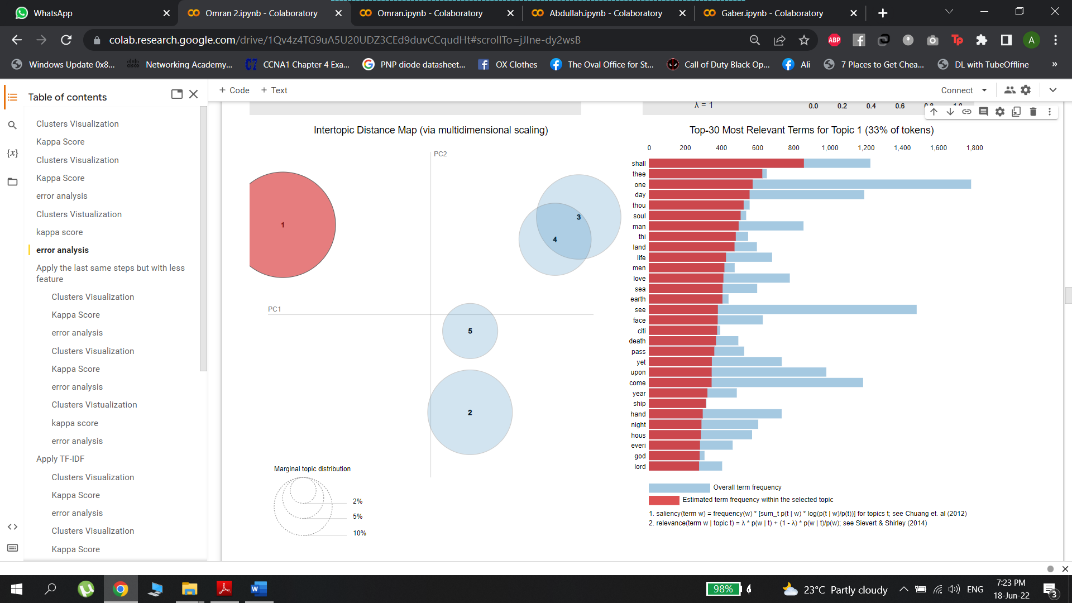 WhatsApp
Omran 2.ipynb - Colaboratory
Omran.ipynb - Colaboratory
Abdullah.ipynb - Colaboratory
Gaber.ipynb - Colaboratory
colab.research.google.com/drive/1Qv4z4TG9uA5U20UDZ3CEd9duvCCqudHt#scrollTo=jJIne-dy2wsB
ABP
A
Windows Update 0x8...
Networking Academy...
CCNA1 Chapter 4 Exa...
PNP diode datasheet...
OX Clothes
The Oval Office for St...
Call of Duty Black Op...
Ali
7 Places to Get Chea...
DL with TubeOffline
»
Table of contents
+ Code + Text
Connect
Clusters Visualization
Kappa Score
Clusters Visualization
Kappa Score
error analysis
Clusters Vistualization
kappa score
error analysis
Apply the last same steps but with less
feature
Clusters Visualization
Kappa Score
error analysis
Clusters Visualization
Kappa Score
error analysis
Clusters Vistualization
kappa score
error analysis
Apply TF-IDF
Clusters Visualization
Kappa Score
error analysis
Clusters Visualization
Kappa Score
λ = 1
0.0 0.2 0.4 0.6
Intertopic Distance Map (via multidimensional scaling)
PC2
PC1
1
3
4
5
2
Marginal topic distribution
2%
5%
10%
Top-30 Most Relevant Terms for Topic 1 (33% of tokens)
0 200 400 600 800 1,000 1,200 1,400 1,600 1,800
shall
thee
one
day
thou
soul
man
thi
land
life
men
love
sea
earth
see
face
citi
death
pass
yet
upon
come
year
ship
hand
night
hous
even
god
lord
Overall term frequency
Estimated term frequency within the selected topic
1. saliency(term w) = frequency(w) * [sum_t p(t | w) * log(p(t | w)/p(t))] for topics t; see Chuang et. al (2012)
2. relevance(term w | topic t) = λ * p(w | t) + (1 - λ) * p(w | t)/p(w); see Sievert & Shirley (2014)
98%
23°C Partly cloudy
ENG
7:23 PM
18 Jun-22
3